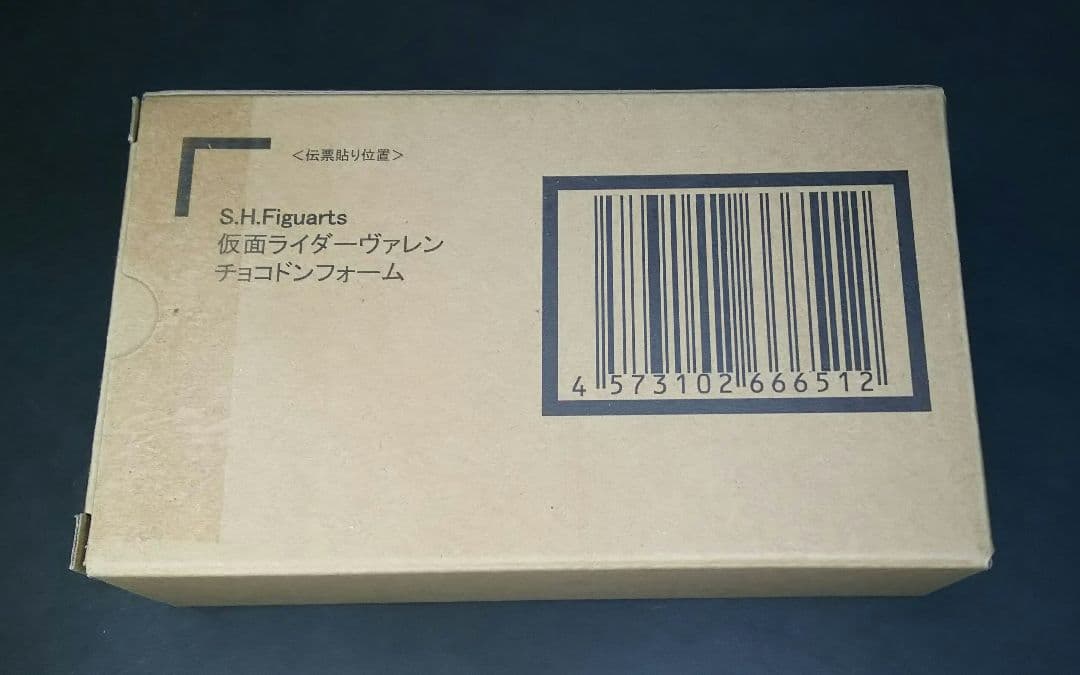 <伝票貼り位置>
S.H.Figuarts
仮面ライダーヴァレン
チョコドンフォーム
4 573102 666512